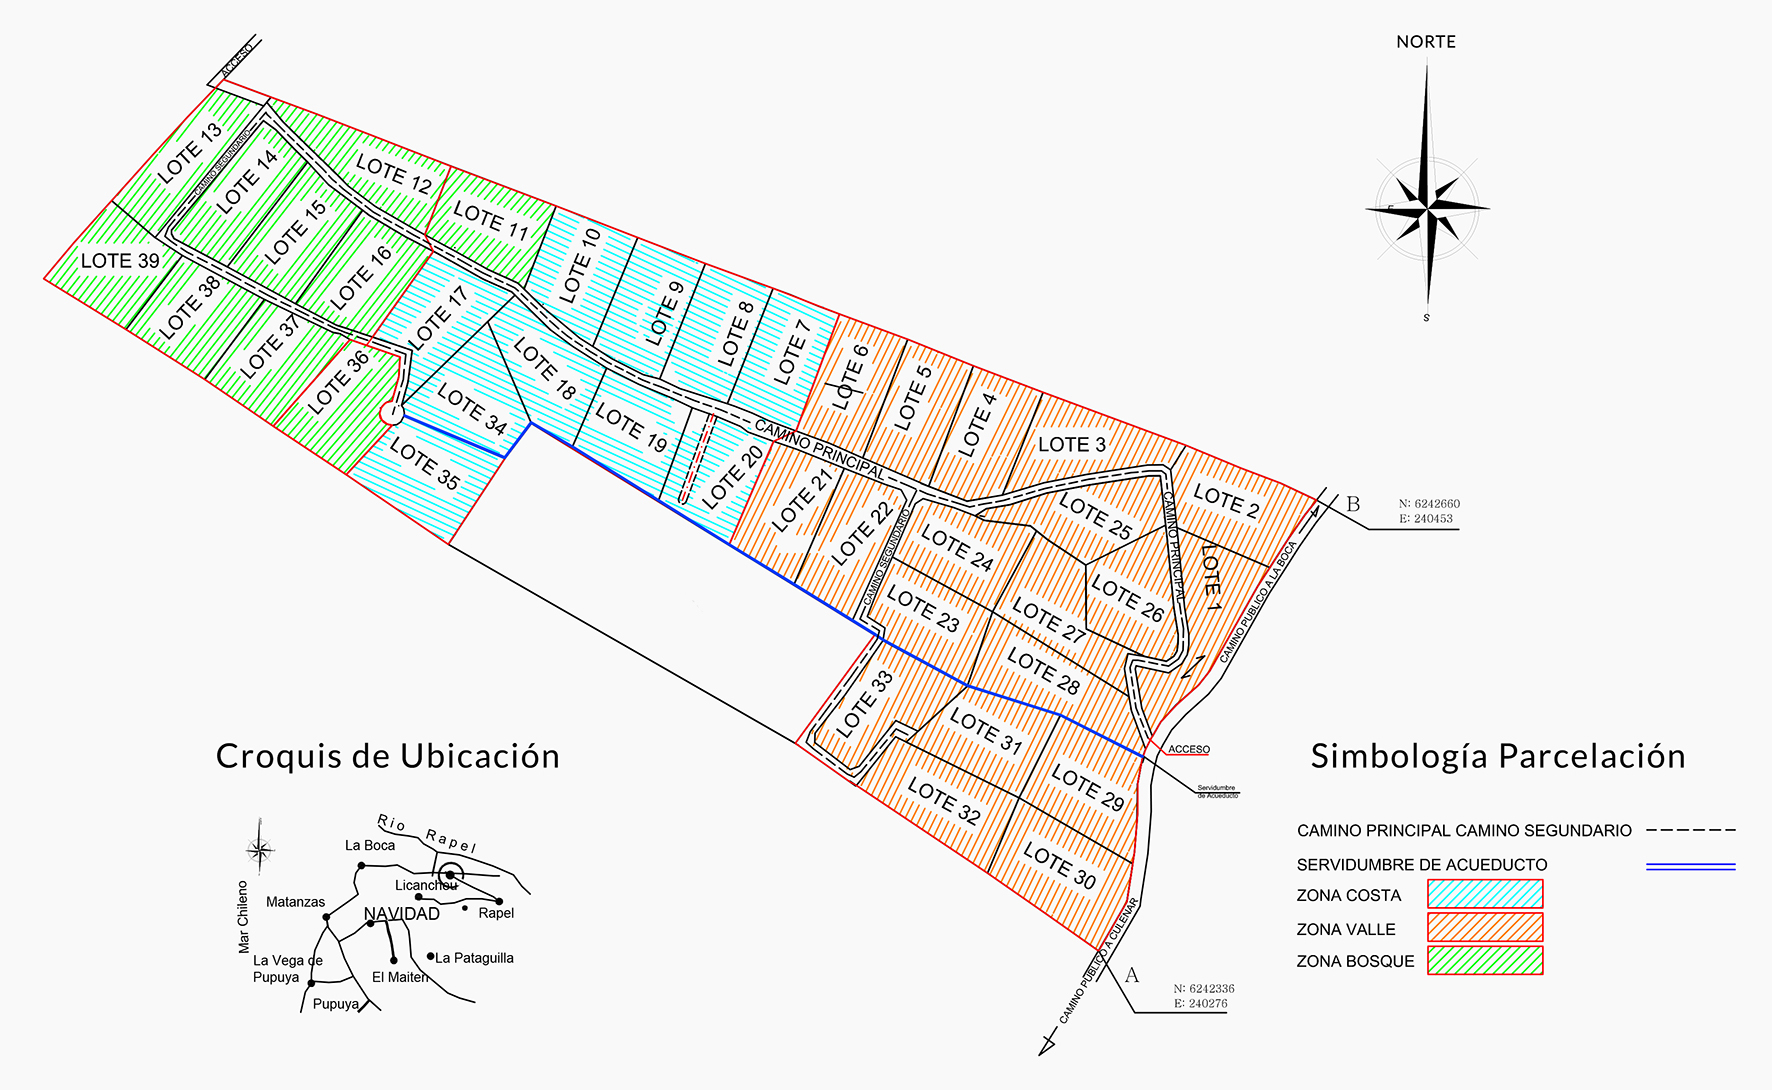 NORTE
E
S
ACCESO
LOTE 13
CAMINO SEGUNDARIO
LOTE 14
LOTE 12
LOTE 11
LOTE 15
LOTE 10
LOTE 39
LOTE 16
LOTE 38
LOTE 17
LOTE 9
LOTE 8
LOTE 7
LOTE 37
LOTE 36
LOTE 18
LOTE 6
LOTE 5
LOTE 4
LOTE 34
LOTE 19
LOTE 3
CAMINO PRINCIPAL
LOTE 35
LOTE 20
LOTE 21
LOTE 22
LOTE 2
LOTE 25
CAMINO PRINCIPAL
CAMINO PRINCIPAL
B
N: 6242660
E: 240453
CAMINO SEGUNDARIO
LOTE 24
LOTE 1
LOTE 26
CAMINO PUBLICO A LA BOCA
LOTE 23
LOTE 27
LOTE 28
LOTE 33
LOTE 31
ACCESO
LOTE 29
Servidumbre
de Acueducto
LOTE 32
LOTE 30
CAMINO PUBLICO A CULENAR
A
N: 6242336
E: 240276
Croquis de Ubicación
Rio Rapel
La Boca
Licancheu
Matanzas
NAVIDAD
Rapel
Mar Chileno
La Vega de
Pupuya
El Maiten
La Pataguilla
Pupuya
Simbología Parcelación
CAMINO PRINCIPAL CAMINO SEGUNDARIO
SERVIDUMBRE DE ACUEDUCTO
ZONA COSTA
ZONA VALLE
ZONA BOSQUE